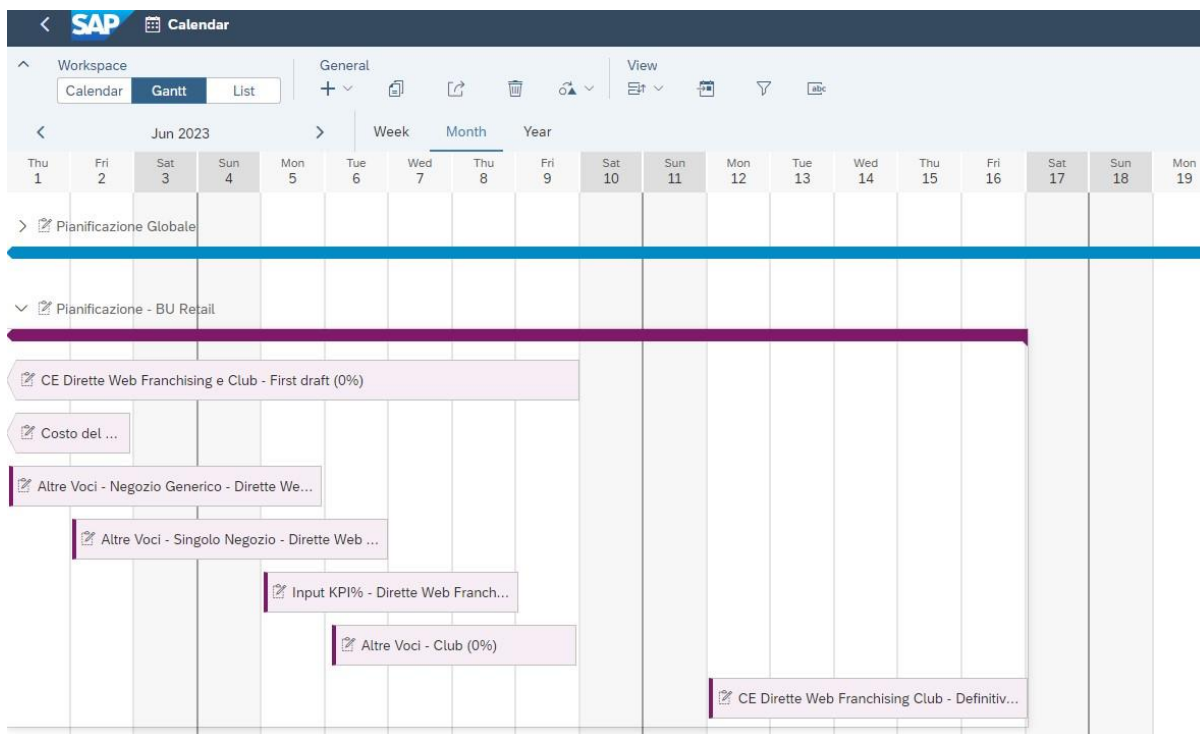 SAP Calendar
Workspace General View
Calendar Gantt List abc
Jun 2023 Week Month Year
Thu Fri Sat Sun Mon Tue Wed Thu Fri Sat Sun Mon Tue Wed Thu Fri Sat Sun Mon
1 2 3 4 5 6 7 8 9 10 11 12 13 14 15 16 17 18 19
Pianificazione Globale
Pianificazione - BU Retail
CE Dirette Web Franchising e Club - First draft (0%)
Costo del ...
Altre Voci - Negozio Generico - Dirette We...
Altre Voci - Singolo Negozio - Dirette Web ...
Input KPI% - Dirette Web Franch...
Altre Voci - Club (0%)
CE Dirette Web Franchising Club - Definitiv...